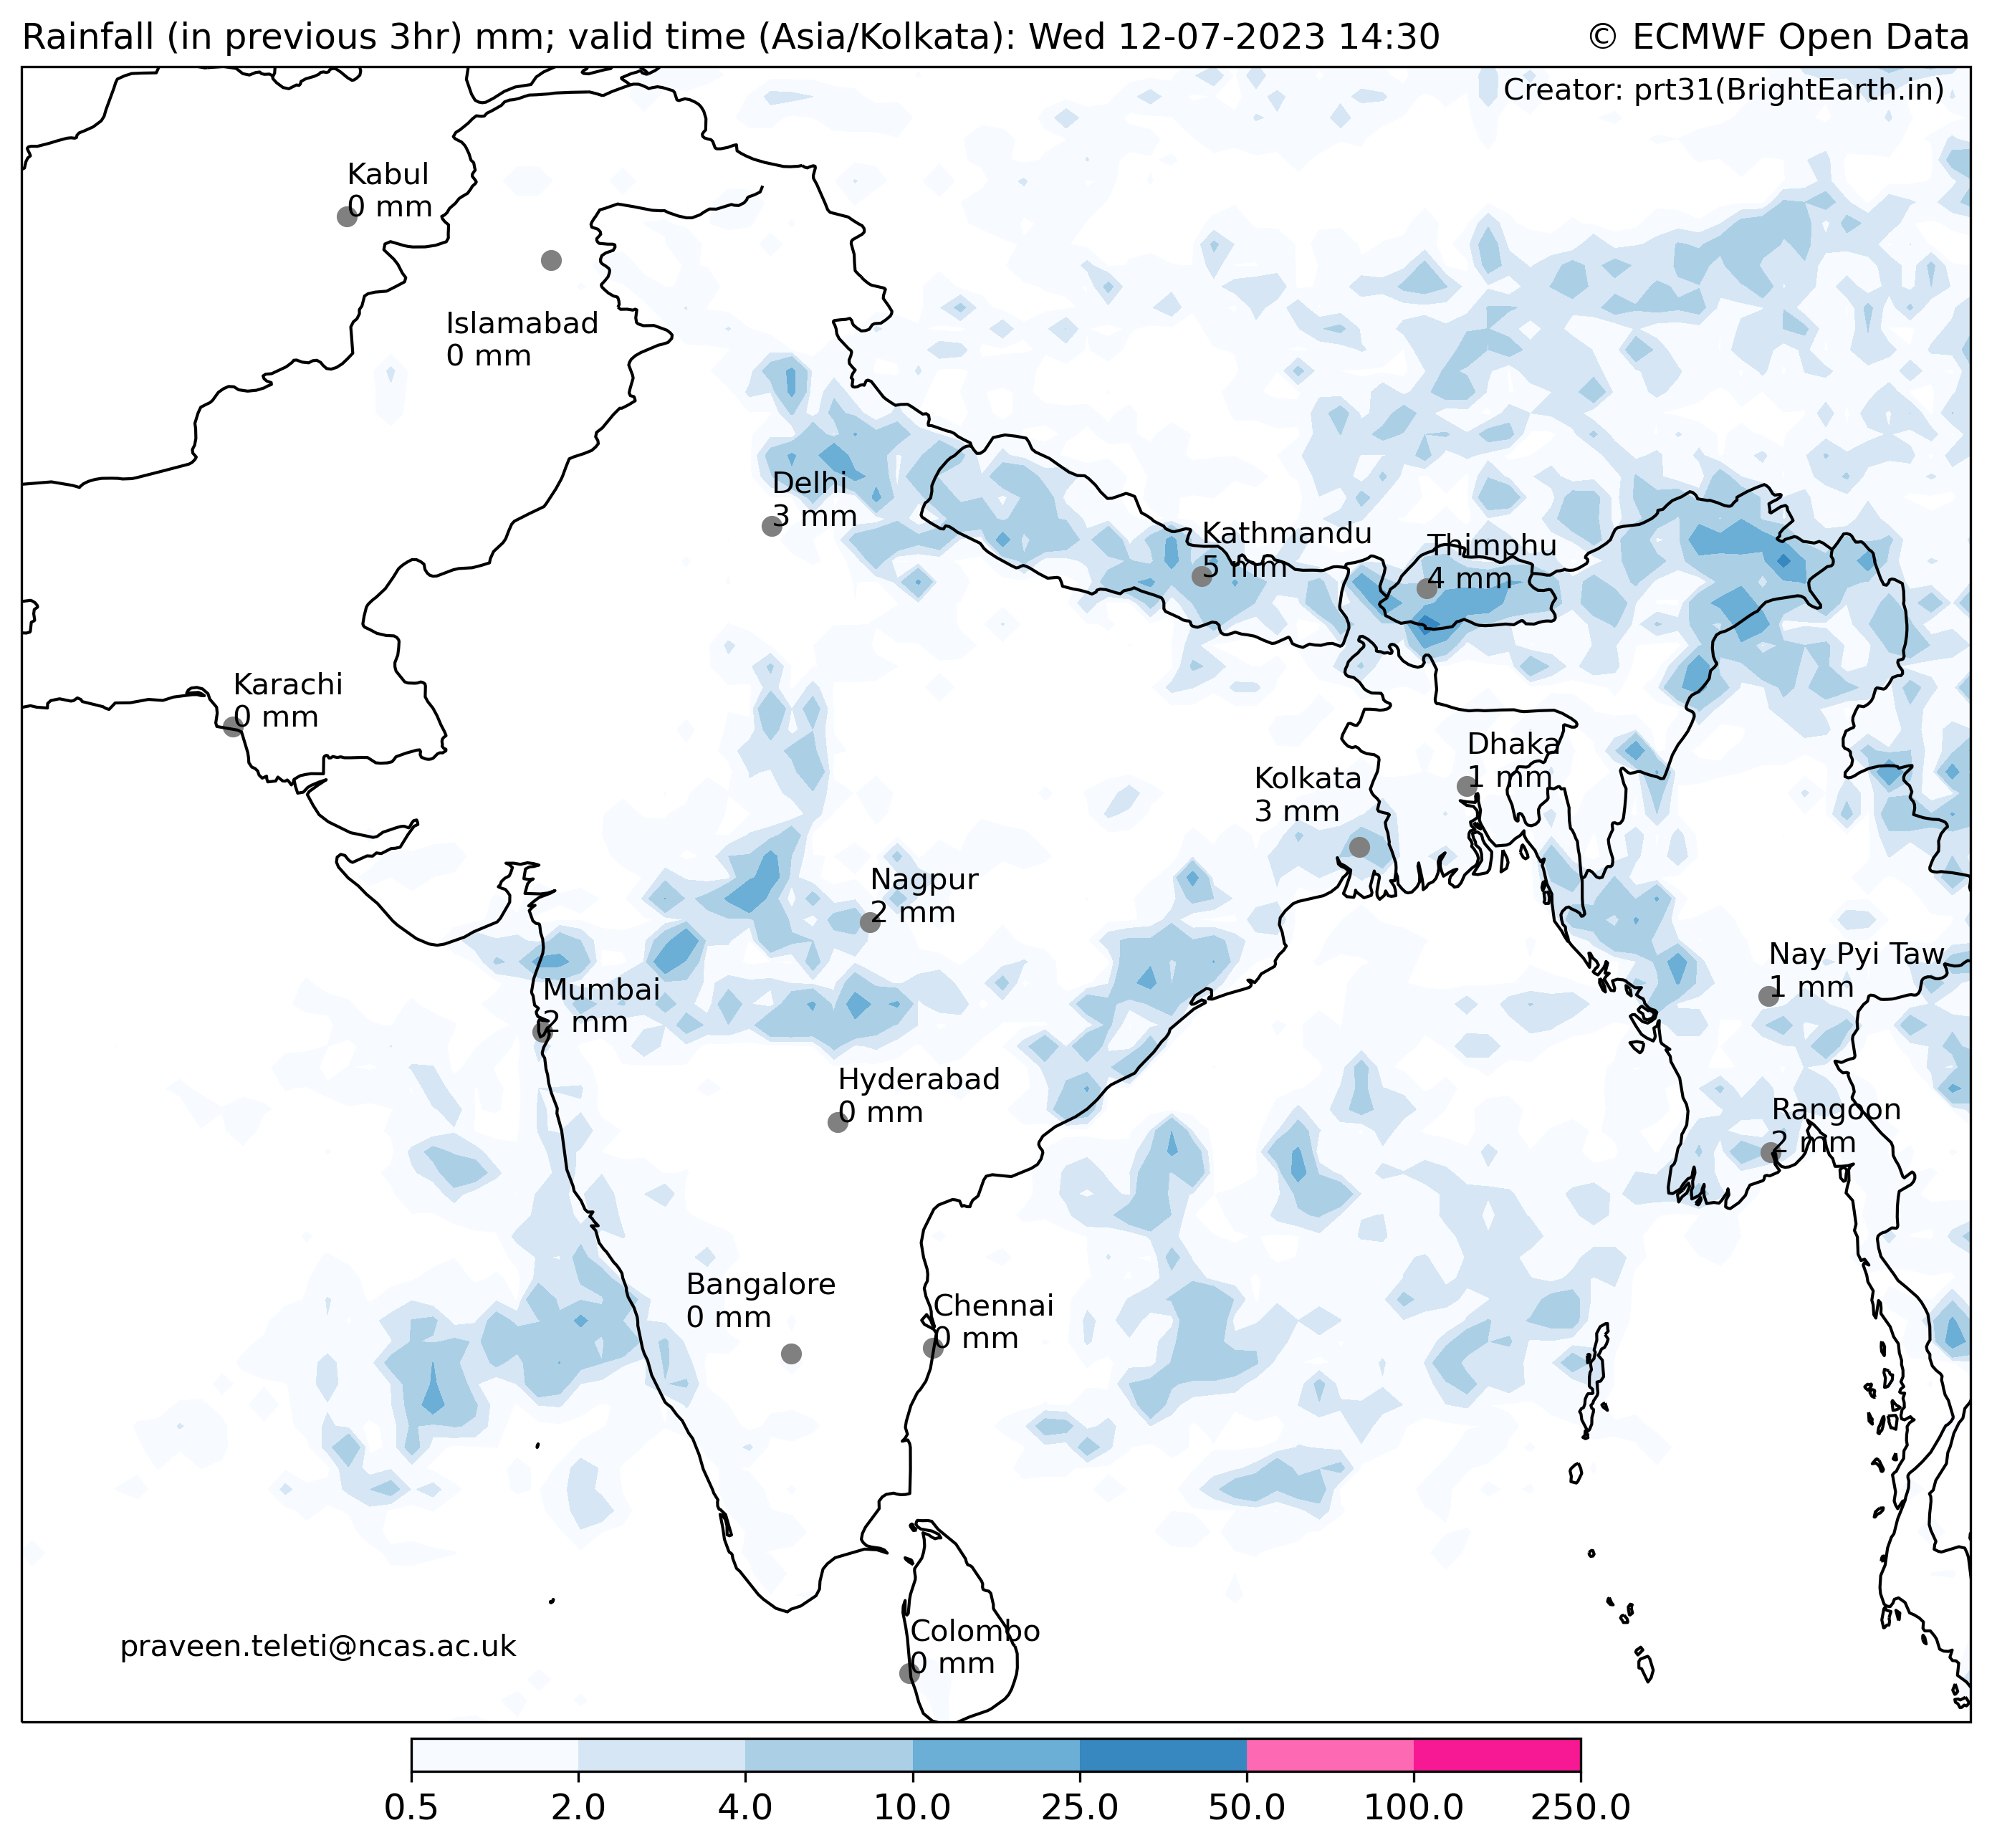 Rainfall (in previous 3hr) mm; valid time (Asia/Kolkata): Wed 12-07-2023 14:30
© ECMWF Open Data
Creator: prt31(BrightEarth.in)
Kabul
0 mm
Islamabad
0 mm
Delhi
3 mm
Kathmandu
5 mm
Thimphu
4 mm
Karachi
0 mm
Dhaka
1 mm
Kolkata
3 mm
Nagpur
2 mm
Nay Pyi Taw
1 mm
Mumbai
2 mm
Hyderabad
0 mm
Rangoon
2 mm
Bangalore
0 mm
Chennai
0 mm
Colombo
0 mm
praveen.teleti@ncas.ac.uk
0.5 2.0 4.0 10.0 25.0 50.0 100.0 250.0